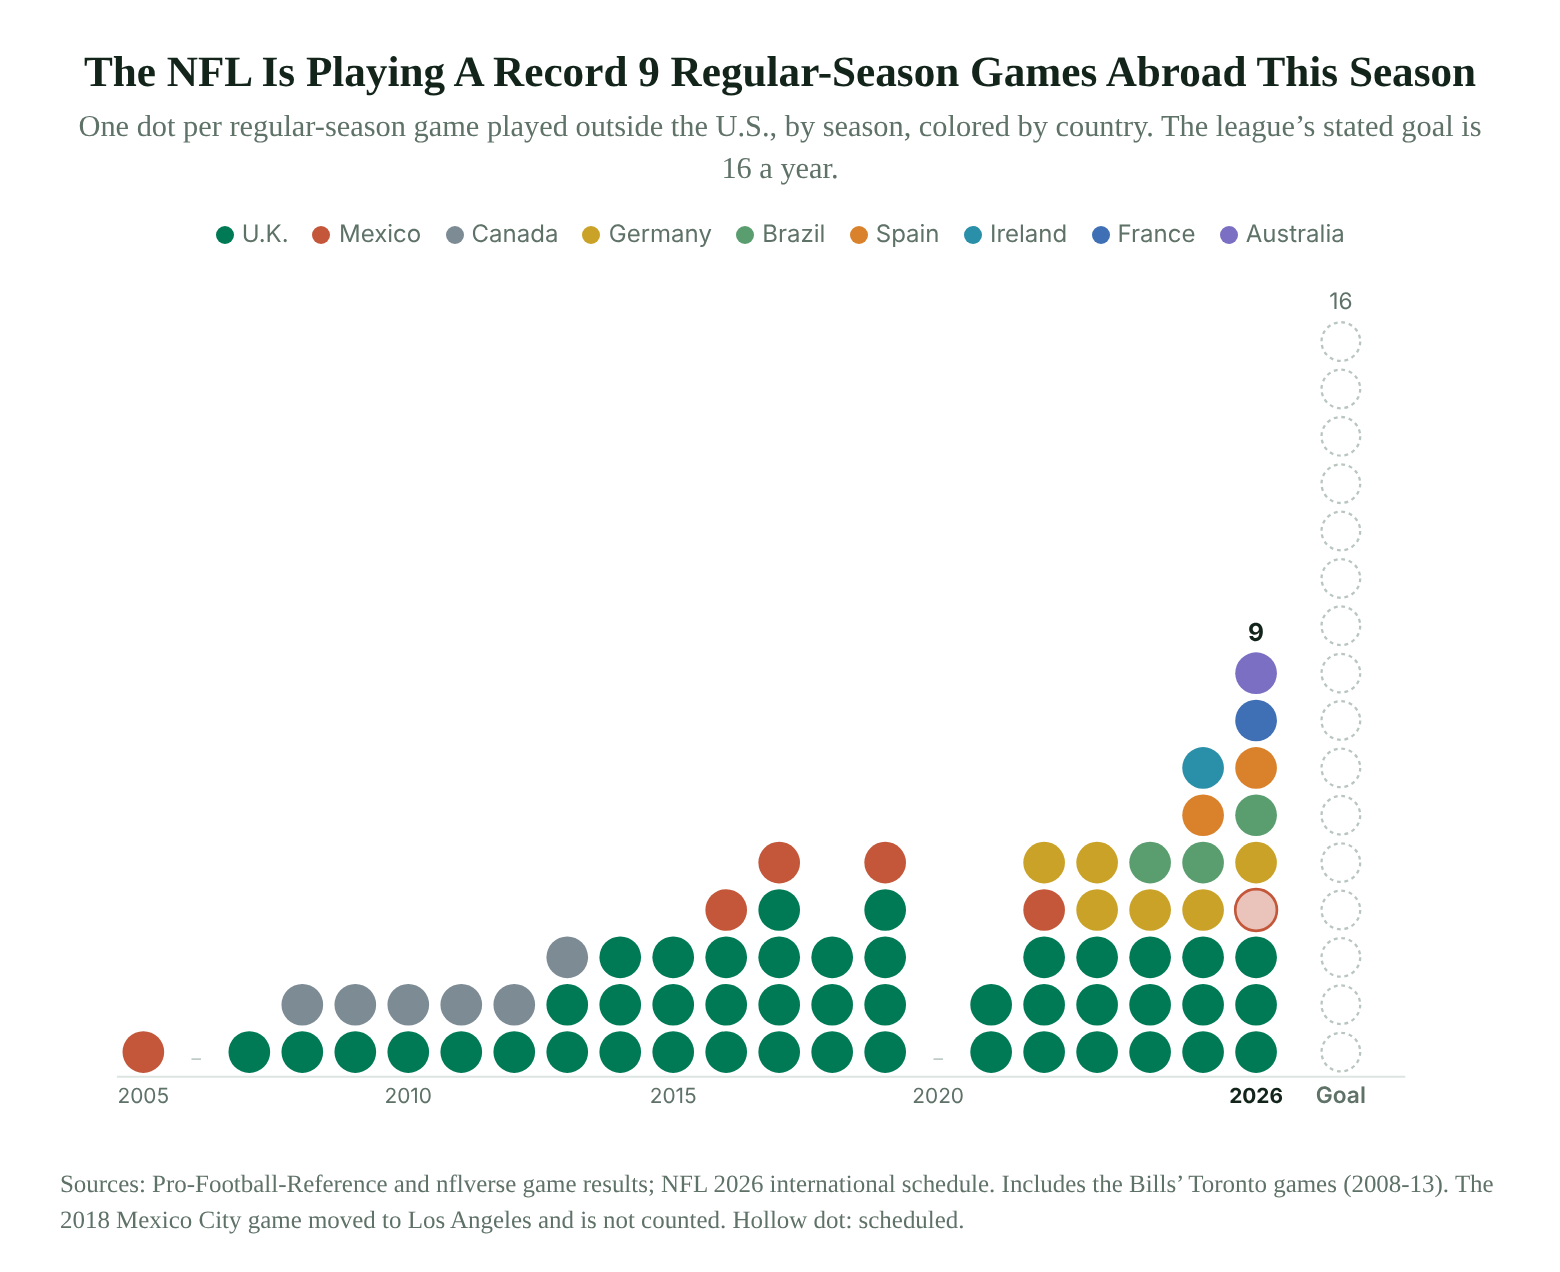 The NFL Is Playing A Record 9 Regular-Season Games Abroad This Season
One dot per regular-season game played outside the U.S., by season, colored by country. The league’s stated goal is
16 a year.
U.K. Mexico Canada Germany Brazil Spain Ireland France Australia
16
9
2005 2010 2015 2020 2026 Goal
Sources: Pro-Football-Reference and nflverse game results; NFL 2026 international schedule. Includes the Bills’ Toronto games (2008-13). The
2018 Mexico City game moved to Los Angeles and is not counted. Hollow dot: scheduled.